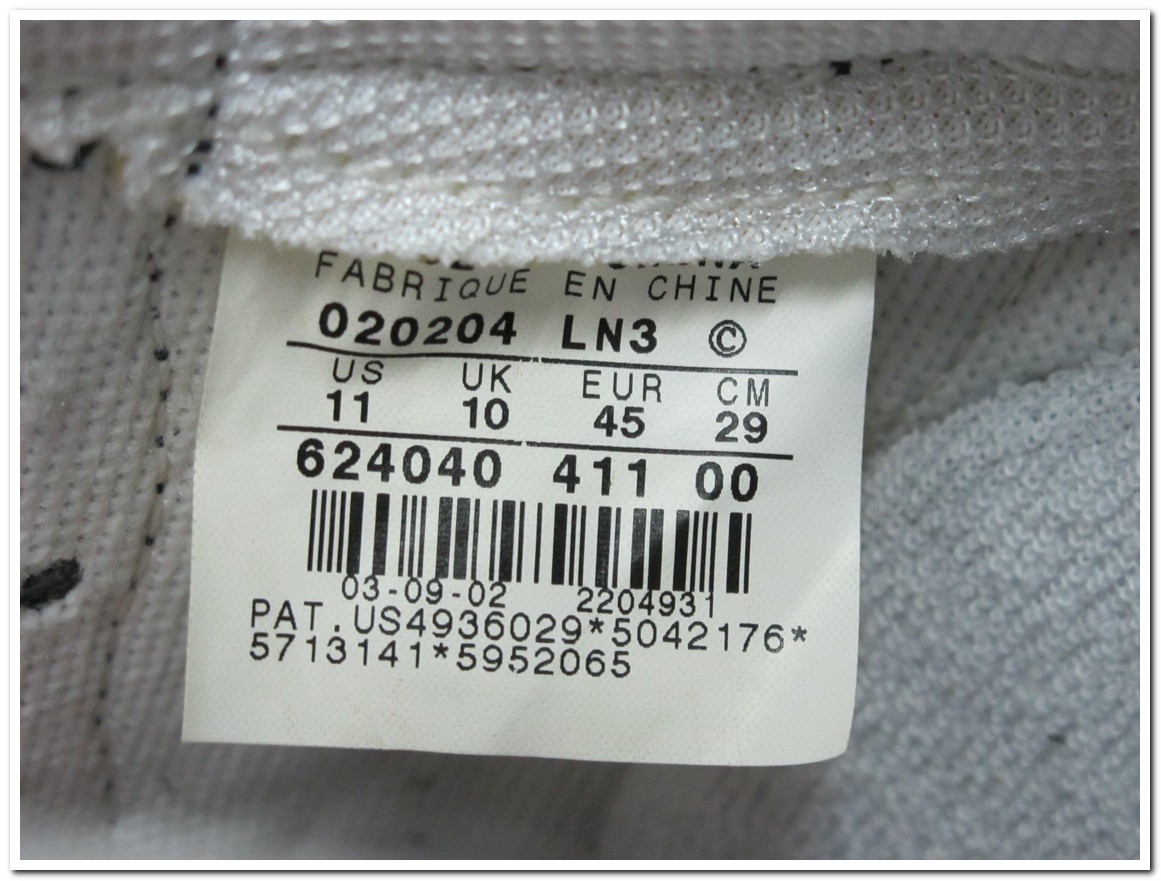 FABRIQUE EN CHINE
020204 LN3 ©
US UK EUR CM
11 10 45 29
624040 411 00
03-09-02 2204931
PAT.US4936029*5042176*
5713141*5952065